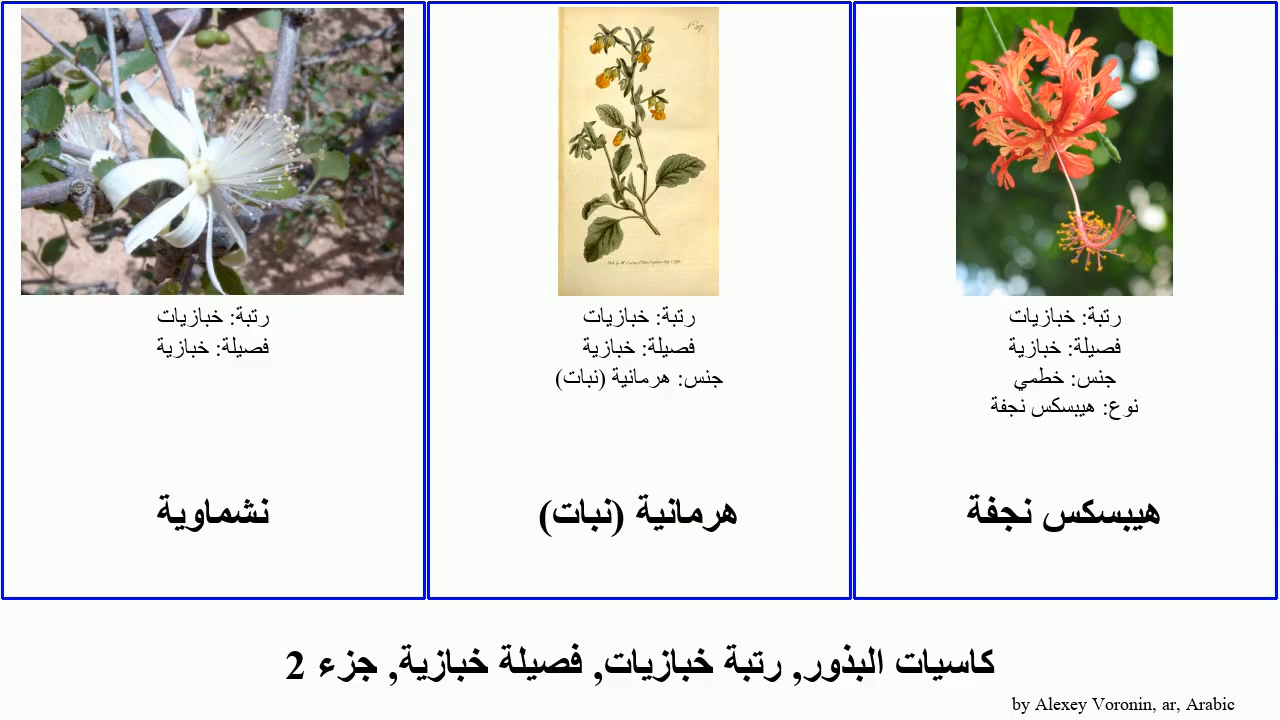 رتبة: خبازيات
فصيلة: خبازية
جنس: خطمي
نوع: هيبسكس نجفة
هيبسكس نجفة
رتبة: خبازيات
فصيلة: خبازية
جنس: هرمانية (نبات)
هرمانية (نبات)
رتبة: خبازيات
فصيلة: خبازية
نشماوية
كاسيات البذور, رتبة خبازيات, فصيلة خبازية, جزء 2
by Alexey Voronin, ar, Arabic